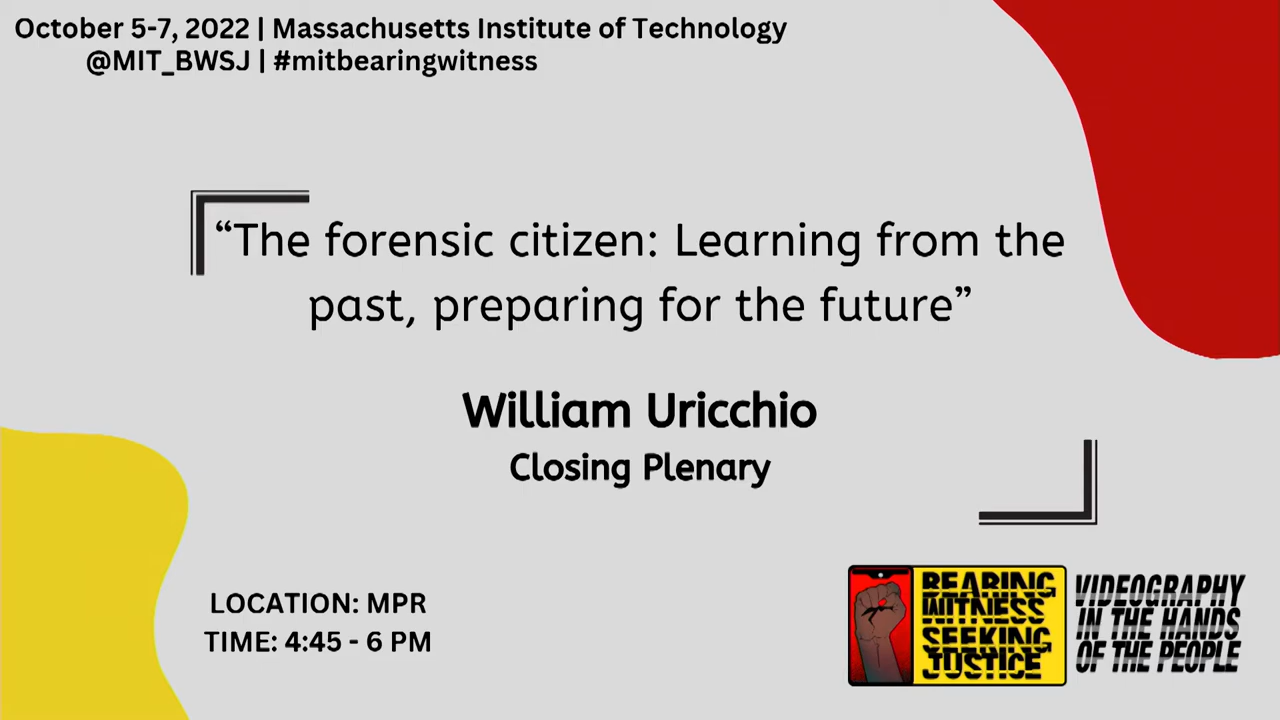 October 5-7, 2022 | Massachusetts Institute of Technology
@MIT_BWSJ | #mitbearingwitness
“The forensic citizen: Learning from the
past, preparing for the future”
William Uricchio
Closing Plenary
LOCATION: MPR
TIME: 4:45 - 6 PM
BEARING
WITNESS
SEEKING
JUSTICE
VIDEOGRAPHY
IN THE HANDS
OF THE PEOPLE